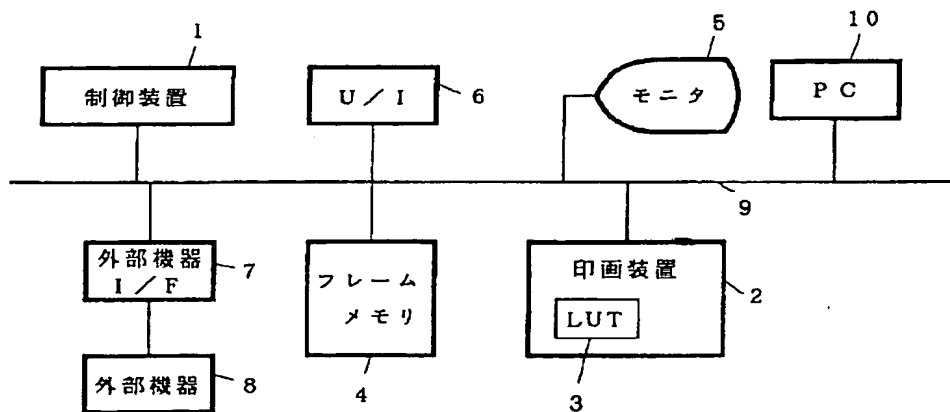 1
制御装置
U/I
6
5
モニタ
10
PC
9
外部機器
I/F
7
外部機器
8
フレーム
メモリ
4
印画装置
2
LUT
3